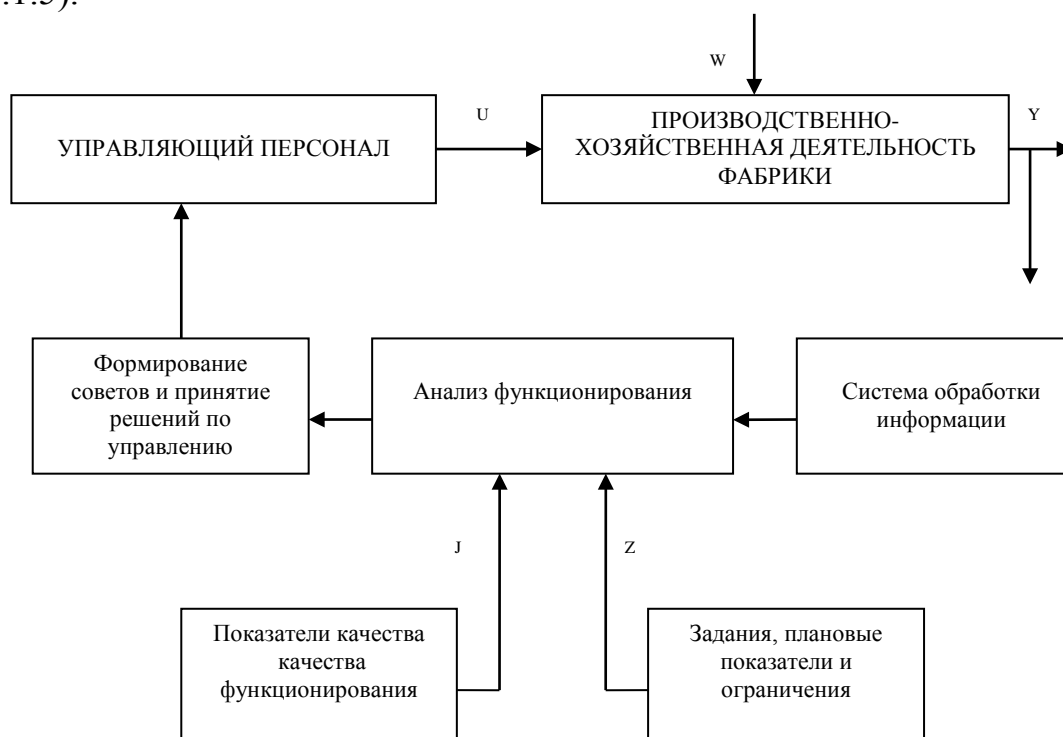 .1.3).
W
УПРАВЛЯЮЩИЙ ПЕРСОНАЛ
U
ПРОИЗВОДСТВЕННО-
ХОЗЯЙСТВЕННАЯ ДЕЯТЕЛЬНОСТЬ
ФАБРИКИ
Y
Формирование
советов и принятие
решений по
управлению
Анализ функционирования
Система обработки
информации
J
Z
Показатели качества
качества
функционирования
Задания, плановые
показатели и
ограничения